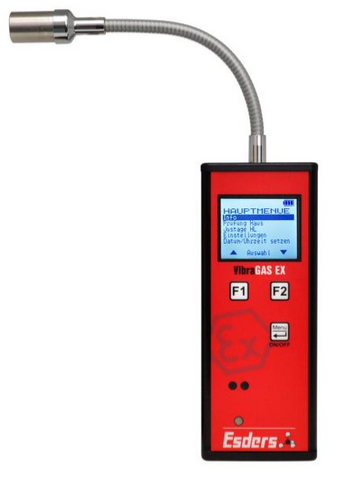 HAUPTMENUE
Info
Prüfung Haus
Justage HL
Einstellungen
Datum/Uhrzeit setzen
▲ Auswahl ▼
VibraGAS EX
F1 F2
Menu
ON/OFF
Ex
Esders